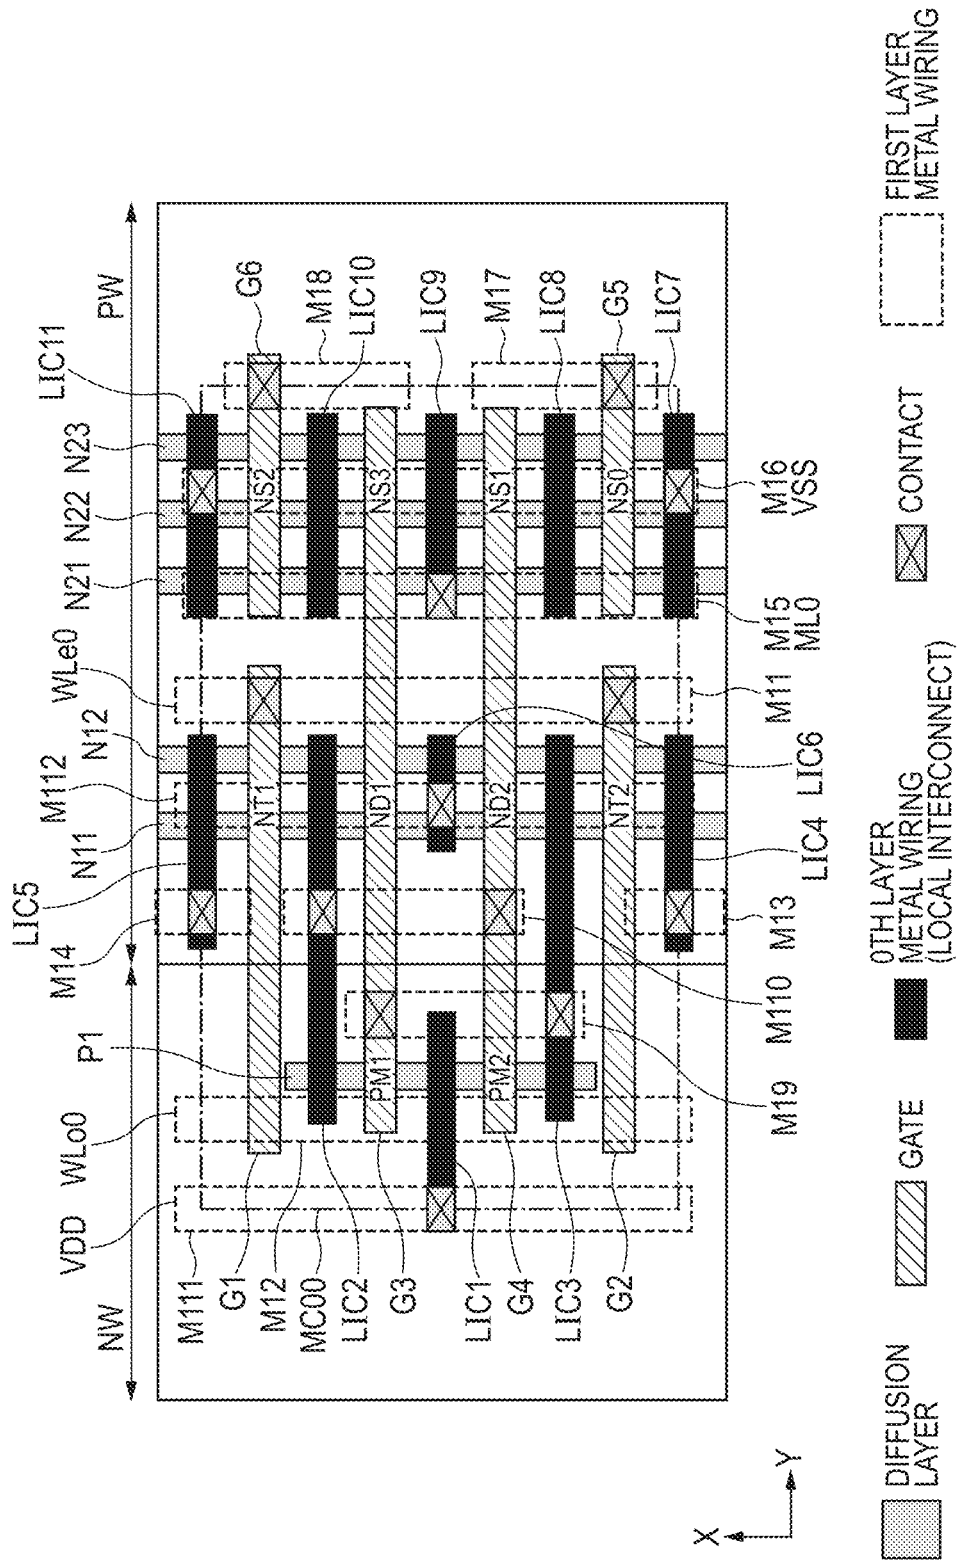 NW
PW
VDD
WLo0
P1
M14
LIC5
N11
M112
N12
WLe0
N21
N22
N23
LIC11
G6
M18
LIC10
LIC9
M17
LIC8
G5
LIC7
NS2
NS3
NS1
NS0
NT1
ND1
ND2
NT2
PM1
PM2
M111
G1
M12
MC00
LIC2
G3
LIC1
G4
LIC3
G2
M19
M110
M13
LIC4
LIC6
M11
M15
ML0
M16
VSS
X
Y
DIFFUSION
LAYER
GATE
0TH LAYER
METAL WIRING
(LOCAL INTERCONNECT)
CONTACT
FIRST LAYER
METAL WIRING